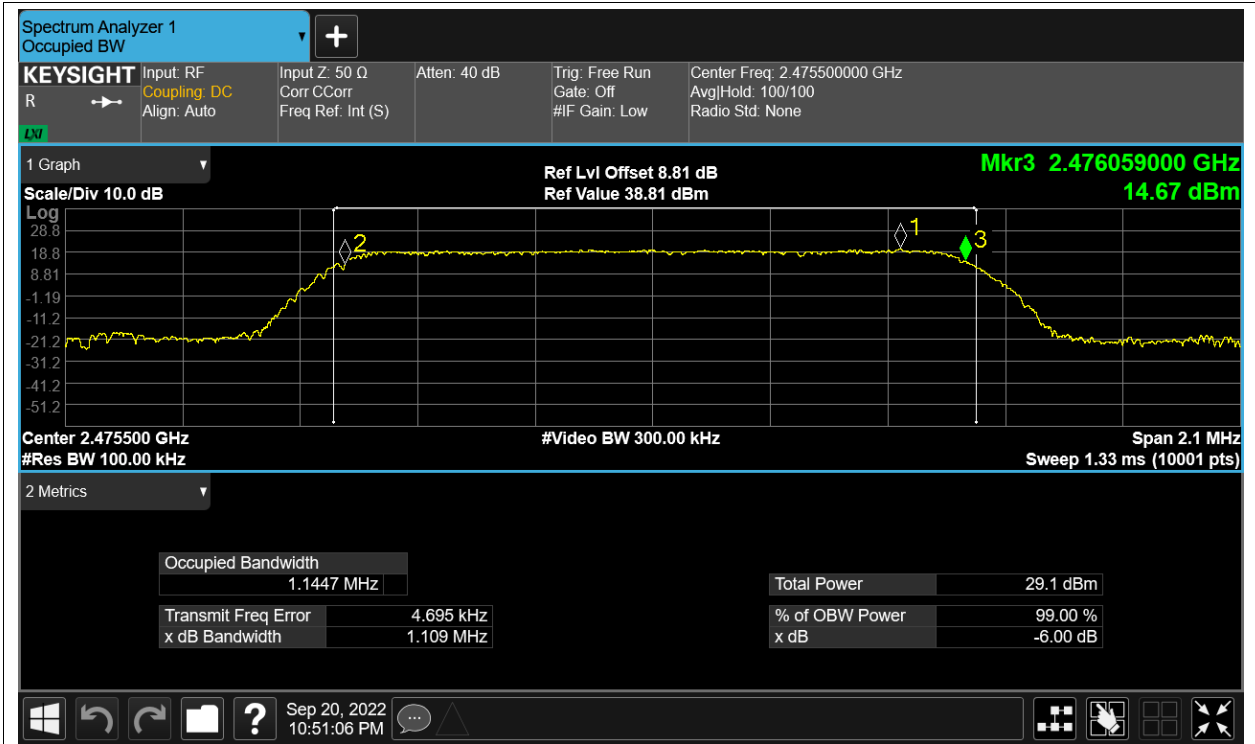 Spectrum Analyzer 1
Occupied BW
KEYSIGHT
R
LXI
Input: RF
Coupling: DC
Align: Auto
Input Z: 50 Ω
Corr CCorr
Freq Ref: Int (S)
Atten: 40 dB
Trig: Free Run
Gate: Off
#IF Gain: Low
Center Freq: 2.475500000 GHz
Avg|Hold: 100/100
Radio Std: None
1 Graph
Scale/Div 10.0 dB
Ref Lvl Offset 8.81 dB
Ref Value 38.81 dBm
Mkr3 2.476059000 GHz
14.67 dBm
Log
28.8
18.8
8.81
-1.19
-11.2
-21.2
-31.2
-41.2
-51.2
2
1
3
Center 2.475500 GHz
#Video BW 300.00 kHz
Span 2.1 MHz
#Res BW 100.00 kHz
Sweep 1.33 ms (10001 pts)
2 Metrics
Occupied Bandwidth
1.1447 MHz
Transmit Freq Error 4.695 kHz
x dB Bandwidth 1.109 MHz
Total Power 29.1 dBm
% of OBW Power 99.00 %
x dB -6.00 dB
?
Sep 20, 2022
10:51:06 PM